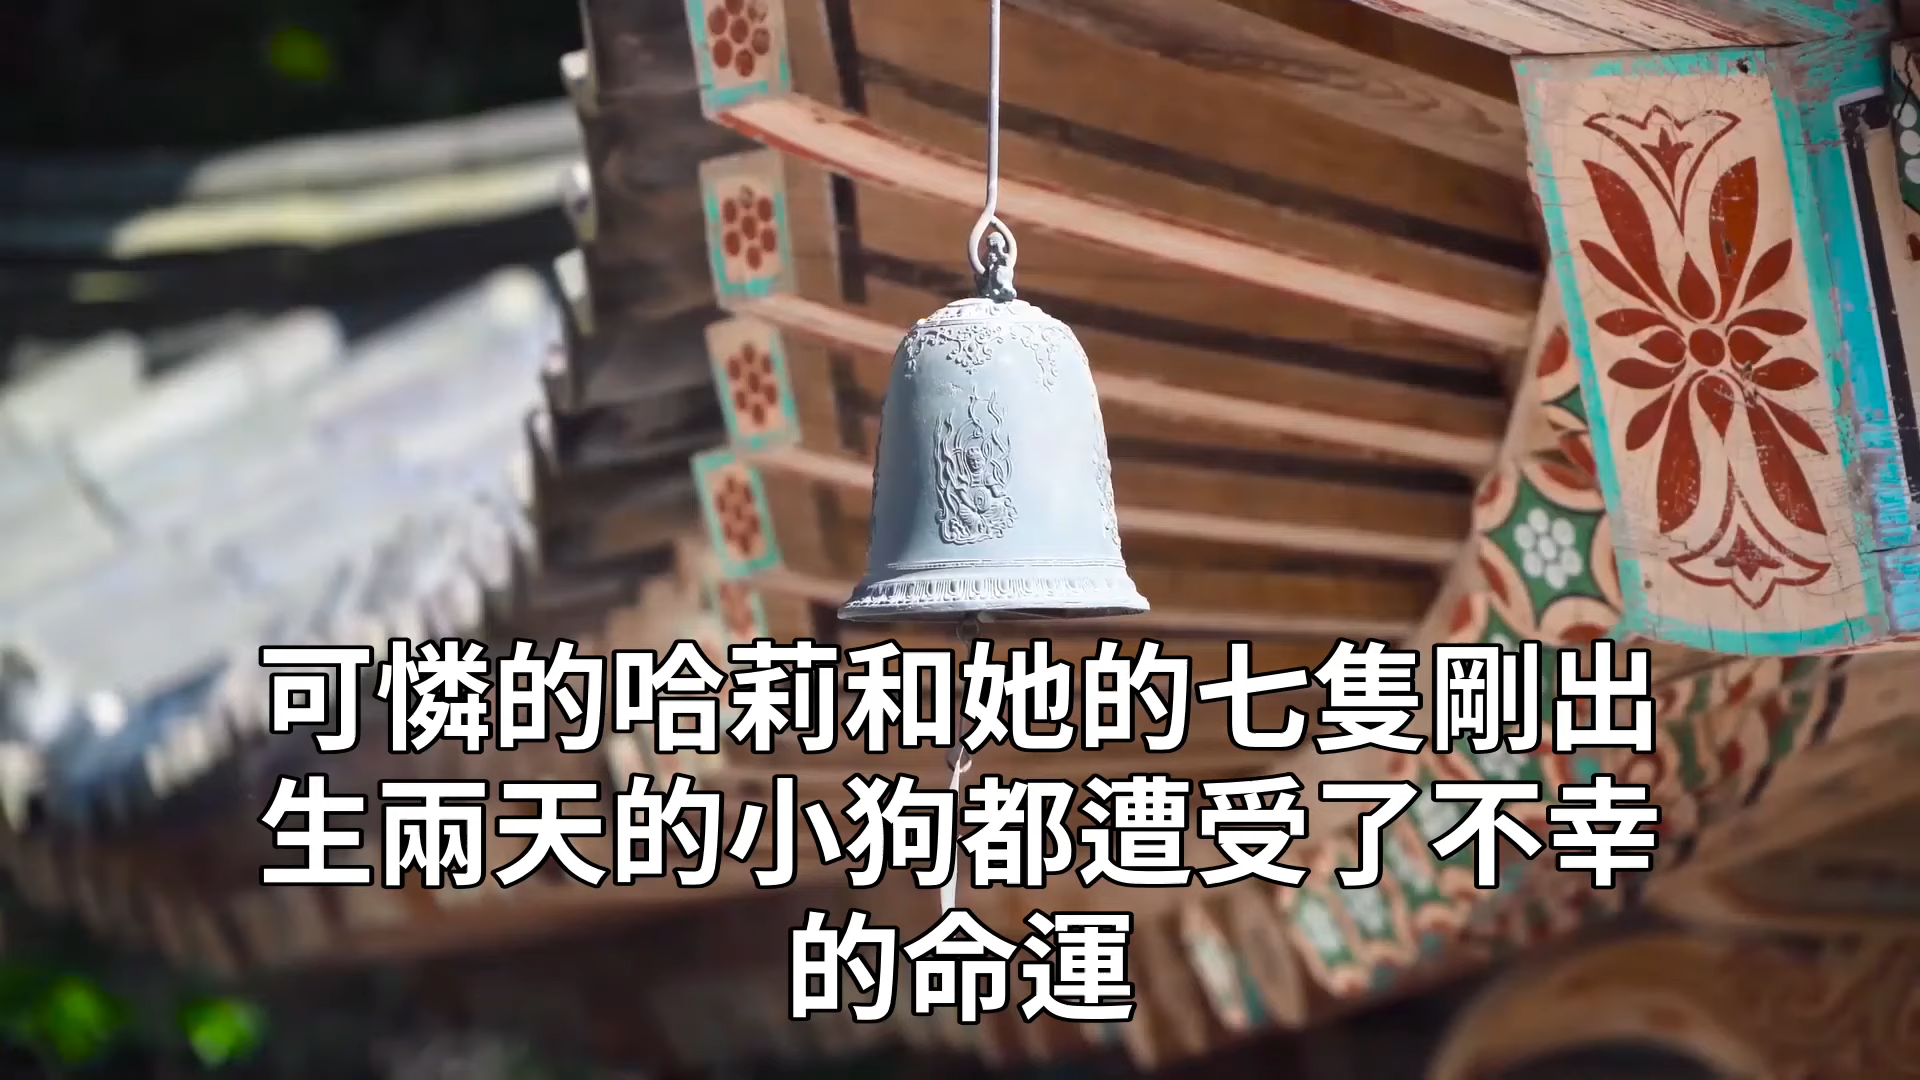 可憐的哈莉和她的七隻剛出
生兩天的小狗都遭受了不幸
的命運